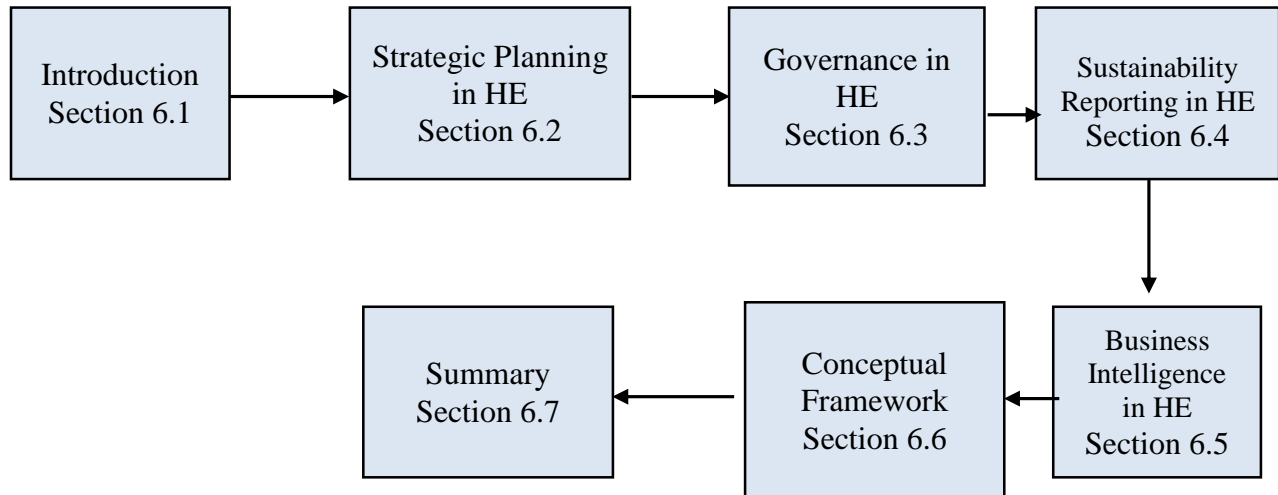 Introduction
Section 6.1
Strategic Planning
in HE
Section 6.2
Governance in
HE
Section 6.3
Sustainability
Reporting in HE
Section 6.4
Business
Intelligence
in HE
Section 6.5
Conceptual
Framework
Section 6.6
Summary
Section 6.7